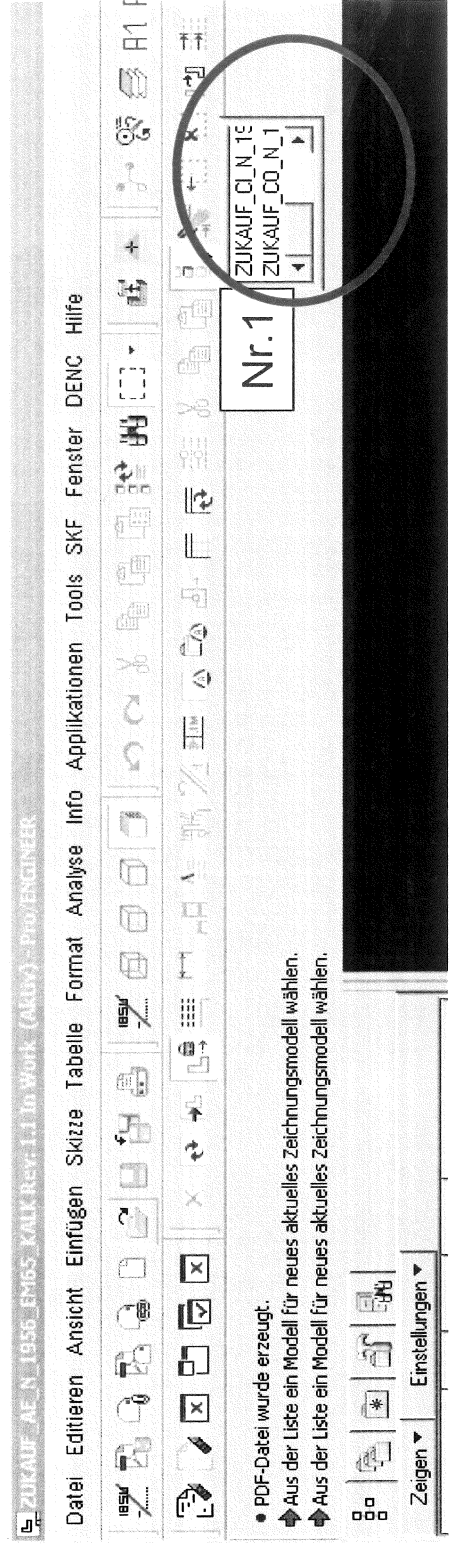 ZUKAUF_AE_N_1956_EM65_KALK REV: 1.1 In Work (Aktiv) - Pro/ENGINEER
Datei Editieren Ansicht Einfügen Skizze Tabelle Format Analyse Info Applikationen Tools SKF Fenster DENC Hilfe
• PDF-Datei wurde erzeugt.
Aus der Liste ein Modell für neues aktuelles Zeichnungsmodell wählen.
Aus der Liste ein Modell für neues aktuelles Zeichnungsmodell wählen.
Nr.1
ZUKAUF_CI_N_19
ZUKAUF_CO_N_1
Zeigen Einstellungen